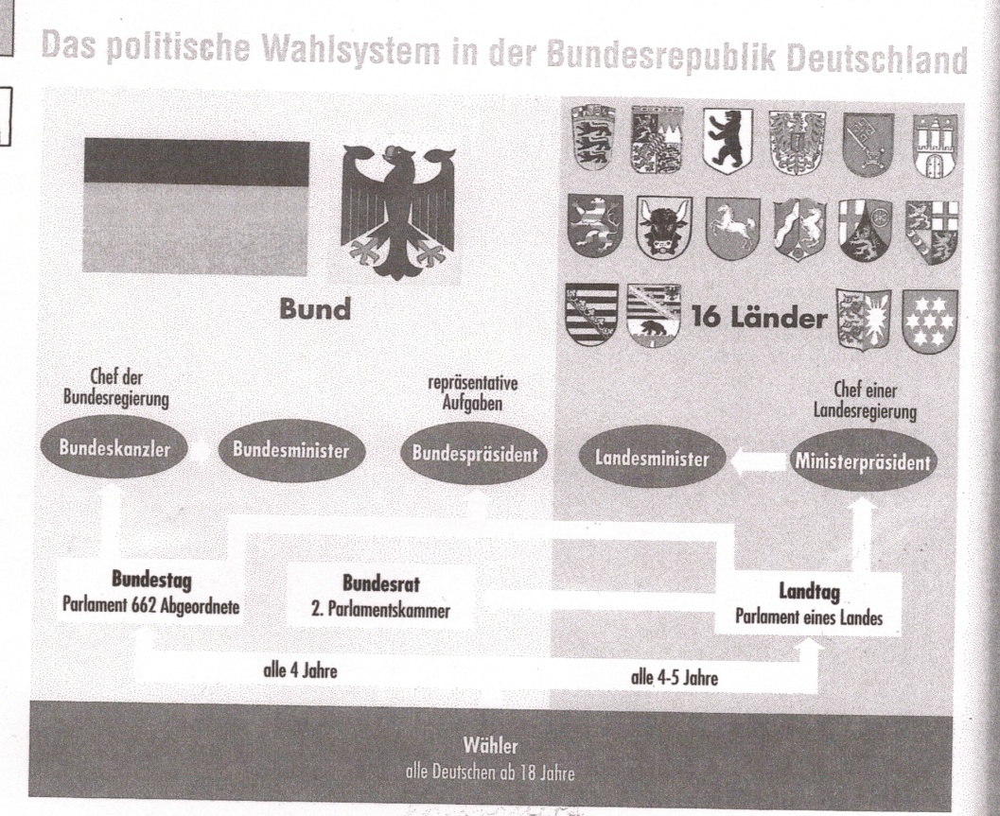 Das politische Wahlsystem in der Bundesrepublik Deutschland
Bund
16 Länder
Chef der
Bundesregierung
repräsentative
Aufgaben
Chef einer
Landesregierung
Bundeskanzler
Bundesminister
Bundespräsident
Landesminister
Ministerpräsident
Bundestag
Parlament 662 Abgeordnete
Bundesrat
2. Parlamentskammer
Landtag
Parlament eines Landes
alle 4 Jahre
alle 4-5 Jahre
Wähler
alle Deutschen ab 18 Jahre